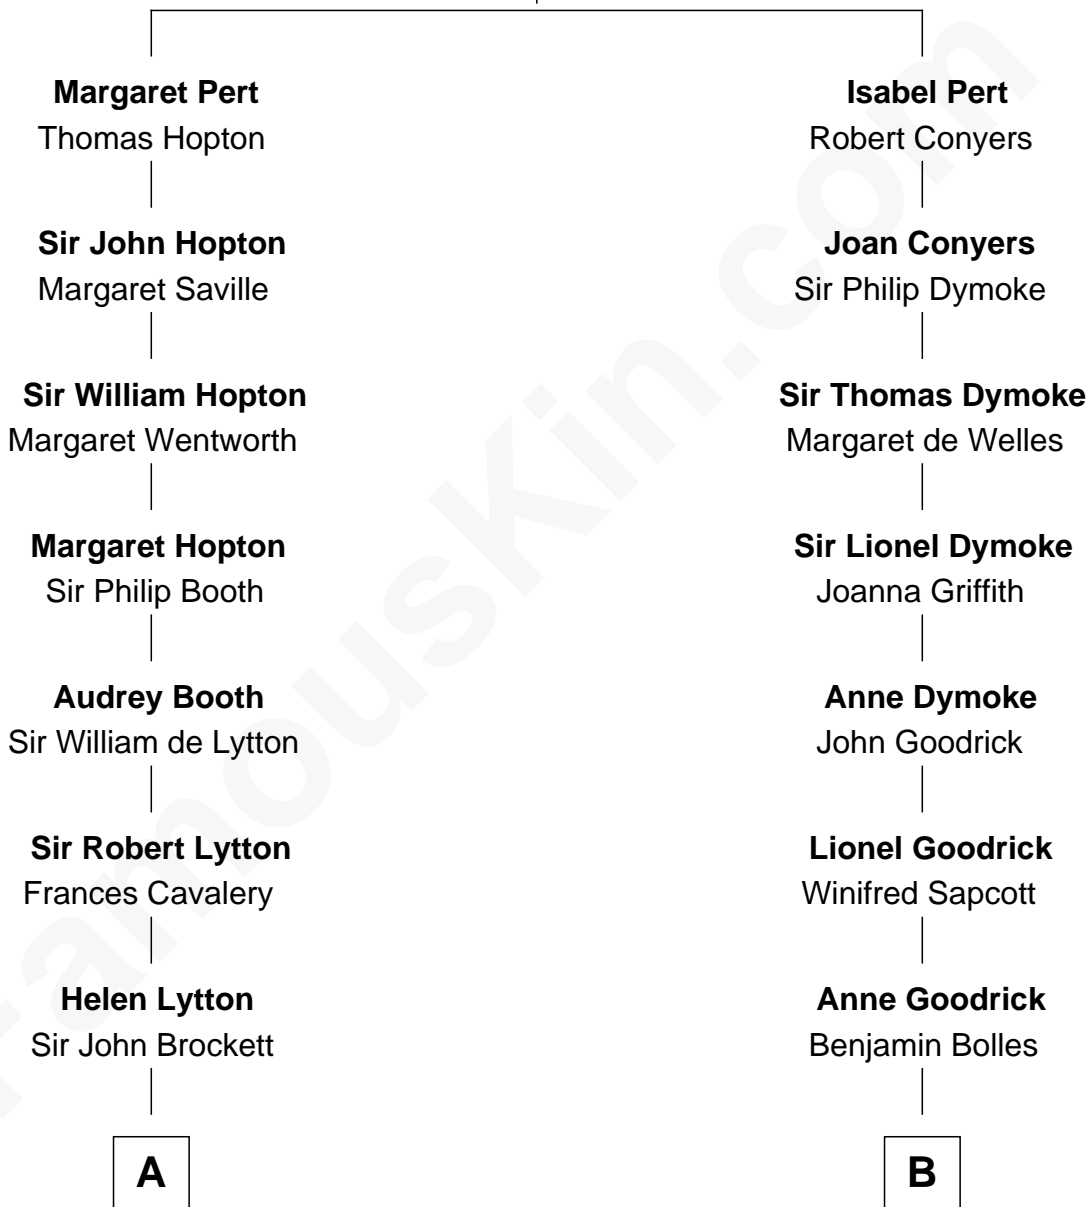 Margaret Pert
Thomas Hopton
Isabel Pert
Robert Conyers
Sir John Hopton
Margaret Saville
Joan Conyers
Sir Philip Dymoke
Sir William Hopton
Margaret Wentworth
Sir Thomas Dymoke
Margaret de Welles
Margaret Hopton
Sir Philip Booth
Sir Lionel Dymoke
Joanna Griffith
Audrey Booth
Sir William de Lytton
Anne Dymoke
John Goodrick
Sir Robert Lytton
Frances Cavalery
Lionel Goodrick
Winifred Sapcott
Helen Lytton
Sir John Brockett
Anne Goodrick
Benjamin Bolles
A
B
FamousKin.com